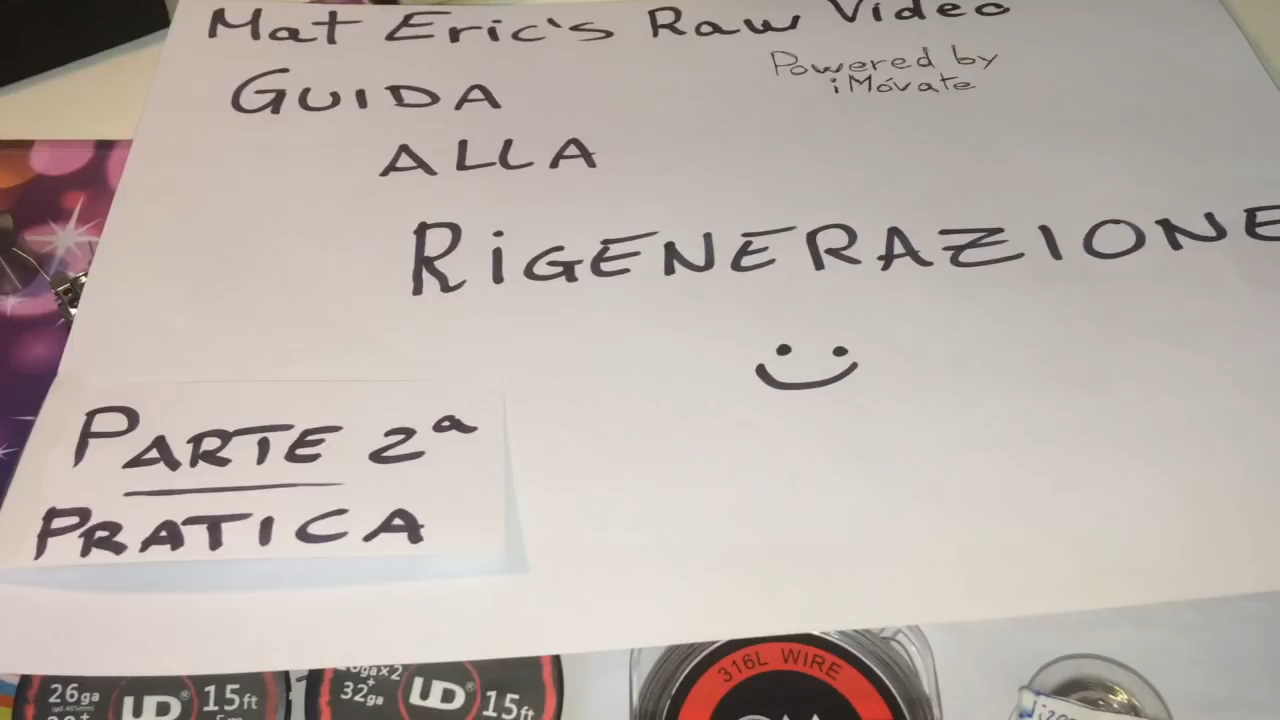 Mat Eric's Raw Video
Powered by
iMóvate
GUIDA
ALLA
RiGENERAZIONE
PARTE 2ª
PRATICA
26ga
UD® 15ft
32ga
UD® 15ft
316L WIRE